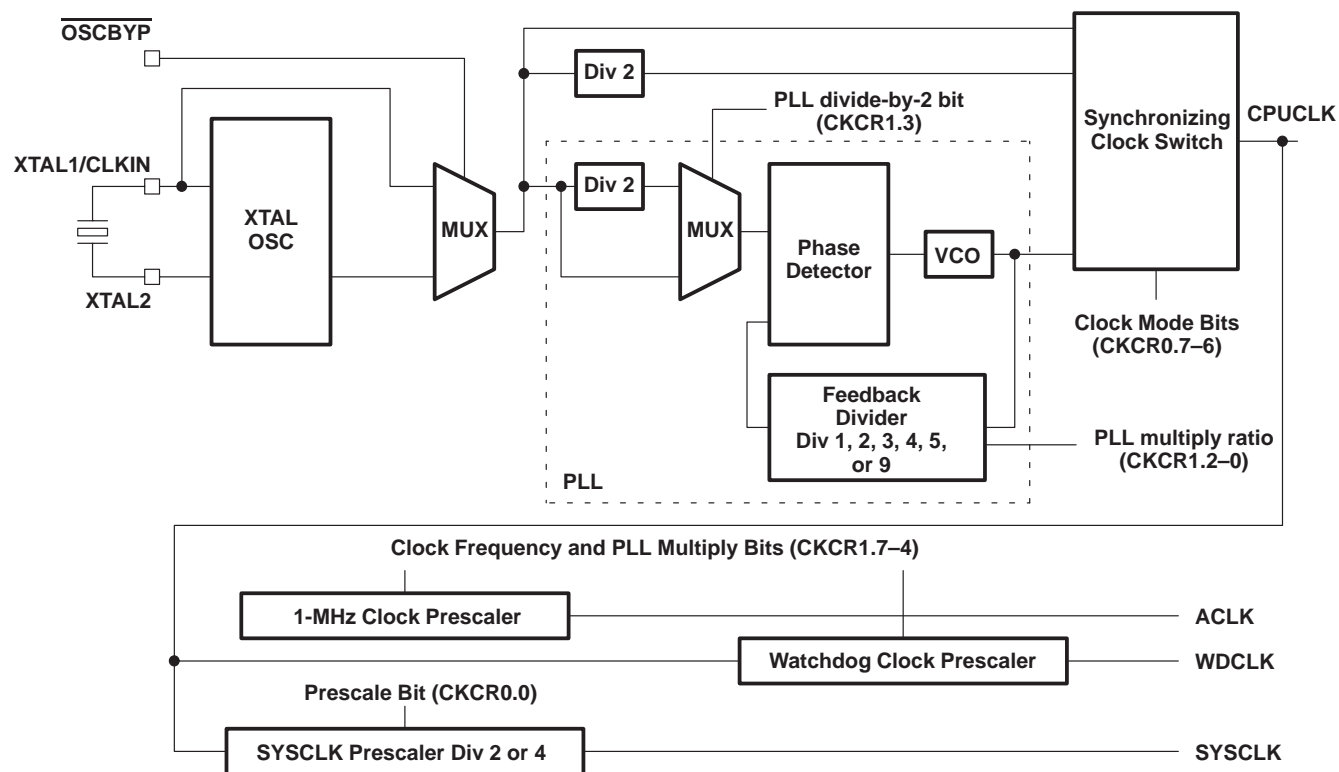 OSCBYP
XTAL1/CLKIN
XTAL2
XTAL
OSC
MUX
Div 2
PLL divide-by-2 bit
(CKCR1.3)
Div 2
MUX
Phase
Detector
VCO
Feedback
Divider
Div 1, 2, 3, 4, 5,
or 9
PLL
Synchronizing
Clock Switch
CPUCLK
Clock Mode Bits
(CKCR0.7–6)
PLL multiply ratio
(CKCR1.2–0)
Clock Frequency and PLL Multiply Bits (CKCR1.7–4)
1-MHz Clock Prescaler
ACLK
Watchdog Clock Prescaler
WDCLK
Prescale Bit (CKCR0.0)
SYSCLK Prescaler Div 2 or 4
SYSCLK